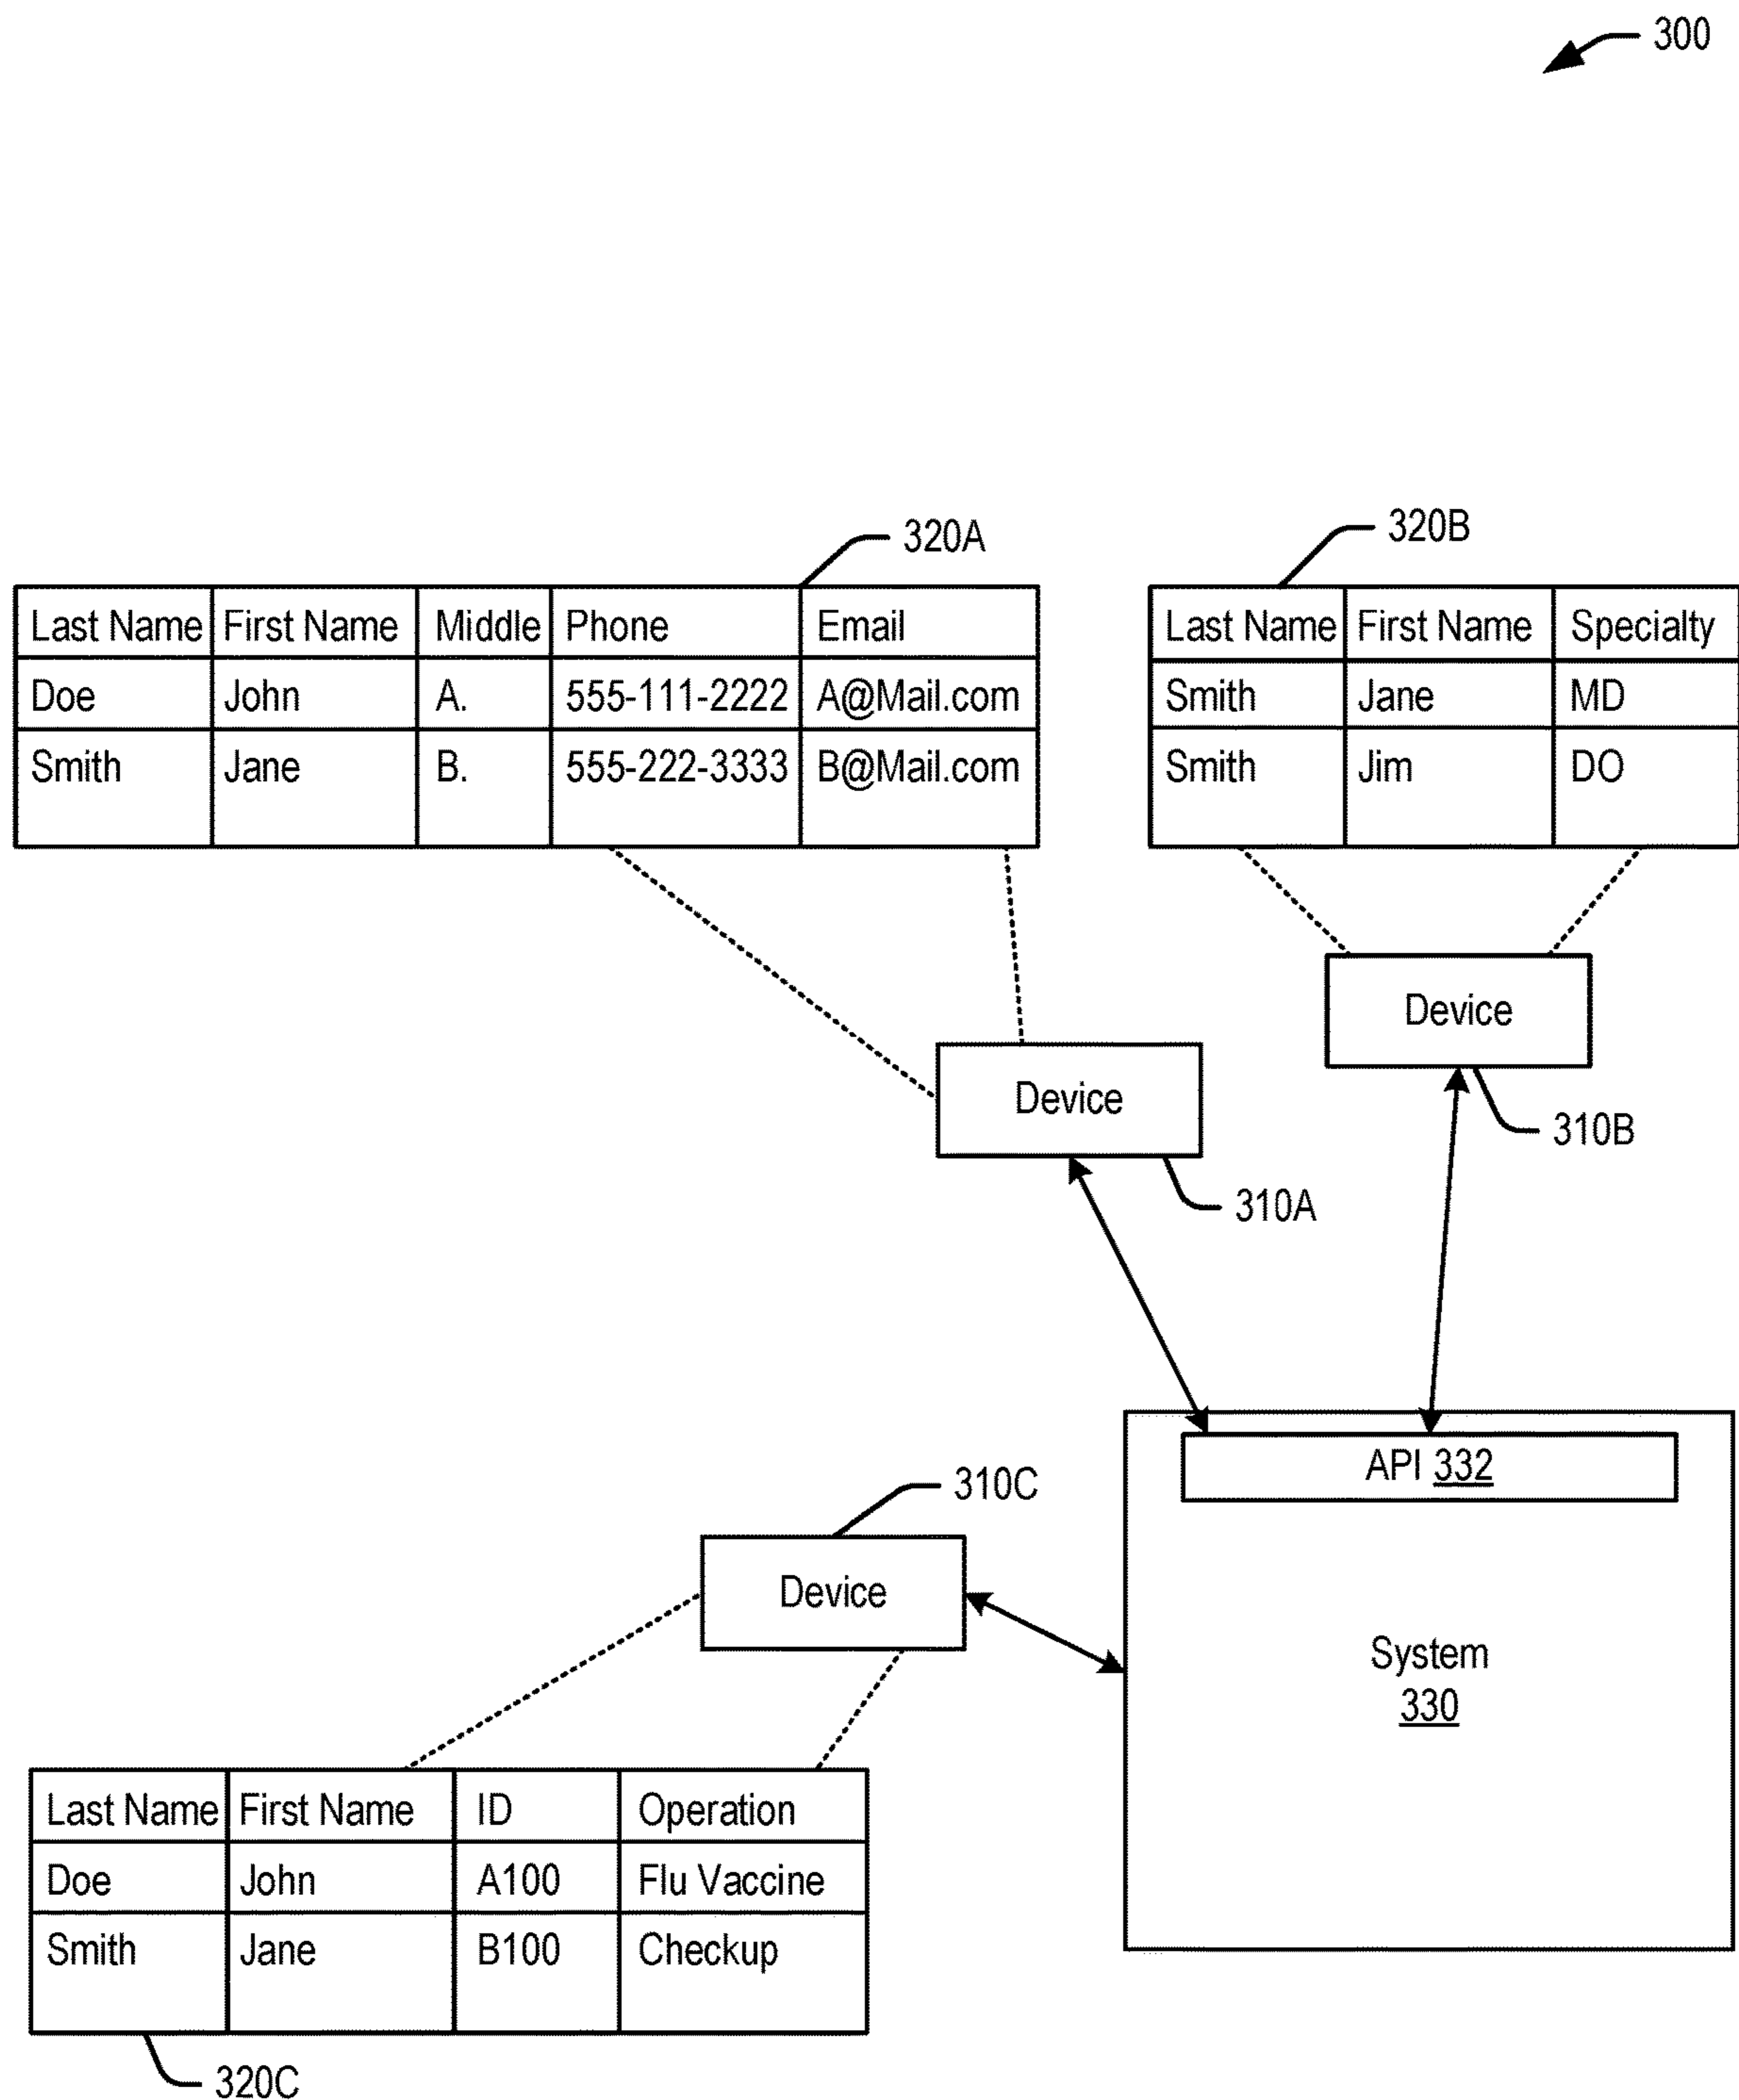 300
320A
320B
Last Name First Name Middle Phone Email
Doe John A. 555-111-2222 A@Mail.com
Smith Jane B. 555-222-3333 B@Mail.com
Last Name First Name Specialty
Smith Jane MD
Smith Jim DO
Device
310B
Device
310A
API 332
System
330
310C
Device
Last Name First Name ID Operation
Doe John A100 Flu Vaccine
Smith Jane B100 Checkup
320C